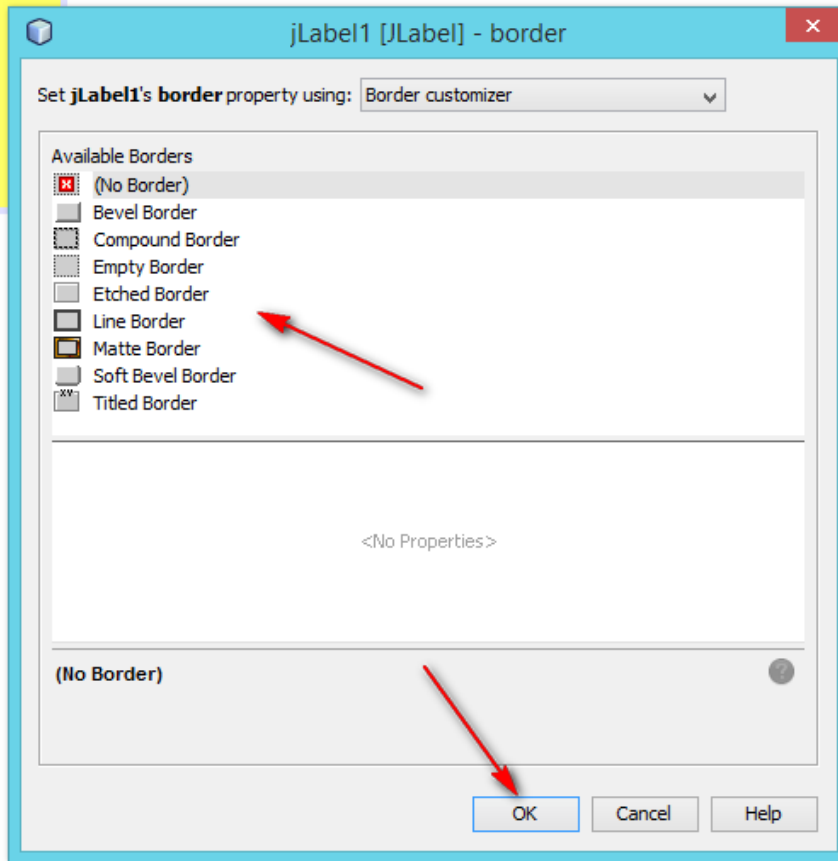 jLabel1 [JLabel] - border
Set jLabel1's border property using: Border customizer
Available Borders
(No Border)
Bevel Border
Compound Border
Empty Border
Etched Border
Line Border
Matte Border
Soft Bevel Border
XY Titled Border
<No Properties>
(No Border)
?
OK Cancel Help